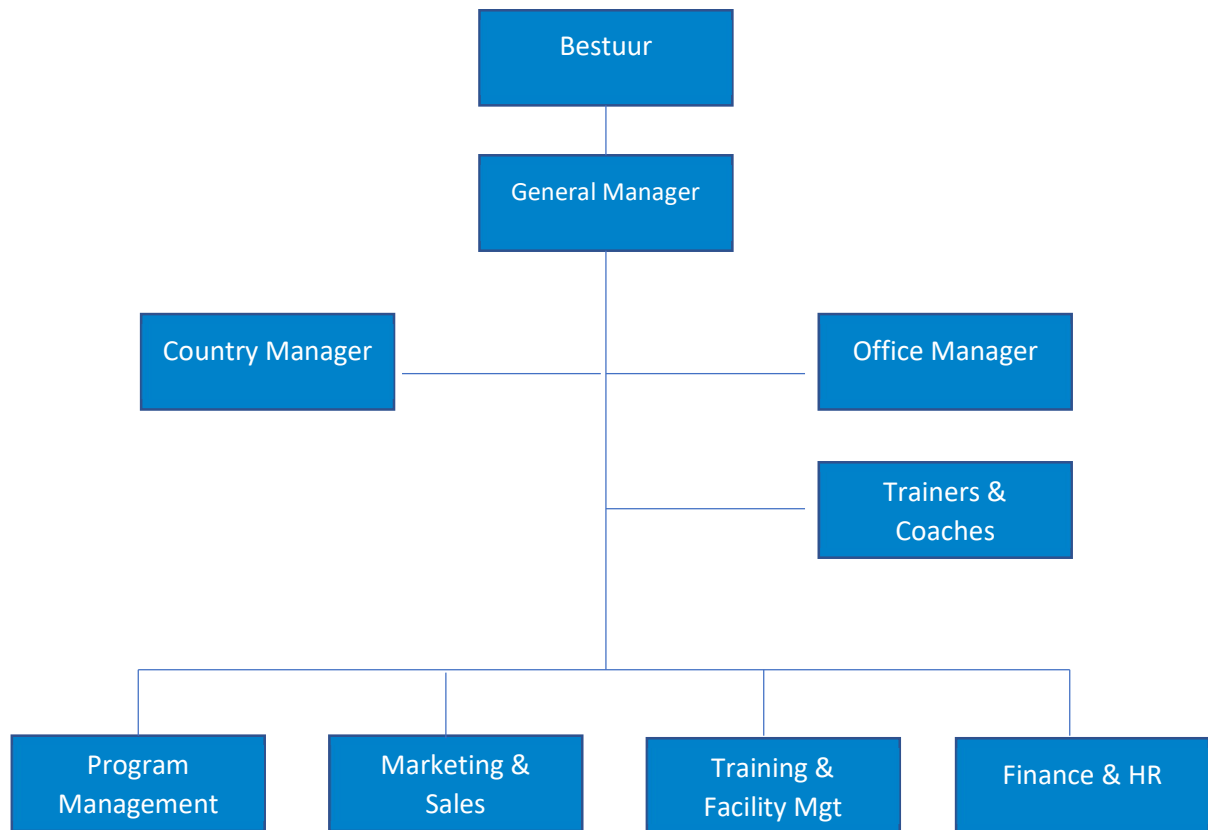 Bestuur
General Manager
Country Manager
Office Manager
Trainers &
Coaches
Program
Management
Marketing &
Sales
Training &
Facility Mgt
Finance & HR